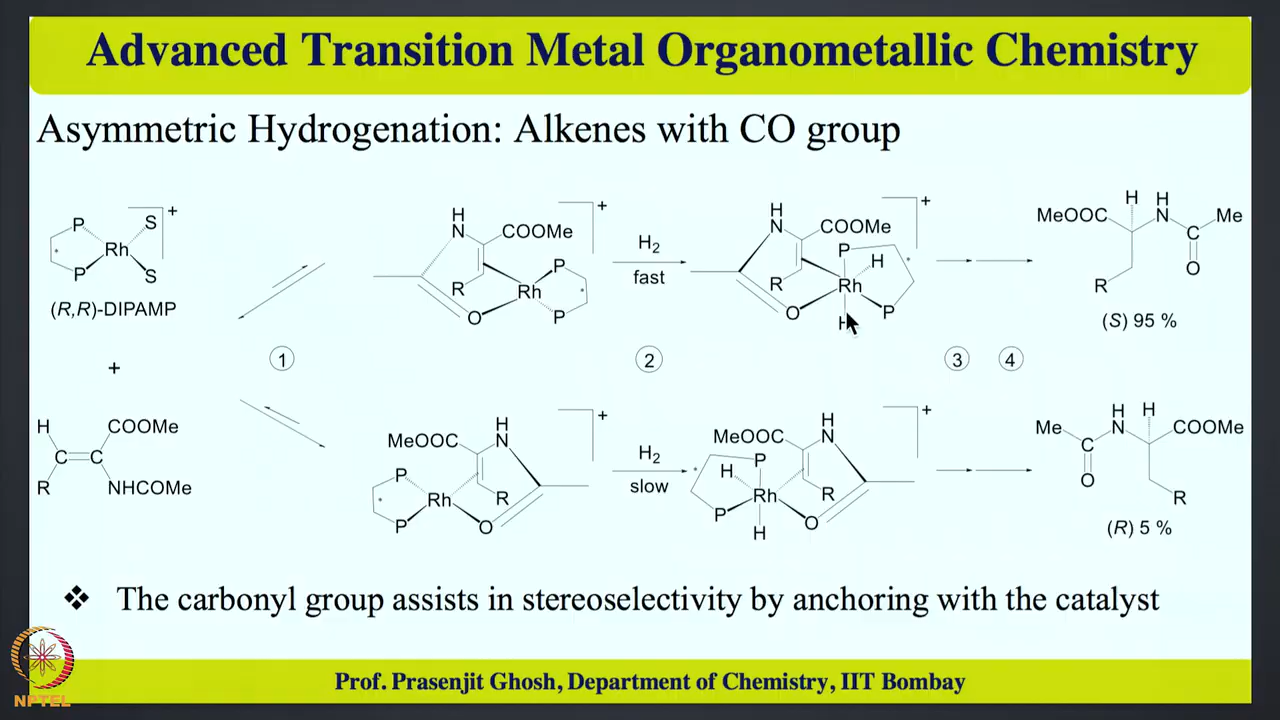 Advanced Transition Metal Organometallic Chemistry
Asymmetric Hydrogenation: Alkenes with CO group
P P Rh S S +
(R,R)-DIPAMP
+
H COOMe
C C
R NHCOMe
1
H
N COOMe
R Rh P P
O
+
H2
fast
H
N COOMe
P H
R Rh
O H P
+
MeOOC H H
N Me
C
R O
(S) 95 %
2
3 4
MeOOC H
N
P Rh R
P O
+
H2
slow
MeOOC H
N
P
H Rh R
P O
H
+
Me H H
N COOMe
C
O R
(R) 5 %
❖ The carbonyl group assists in stereoselectivity by anchoring with the catalyst
NPTEL
Prof. Prasenjit Ghosh, Department of Chemistry, IIT Bombay